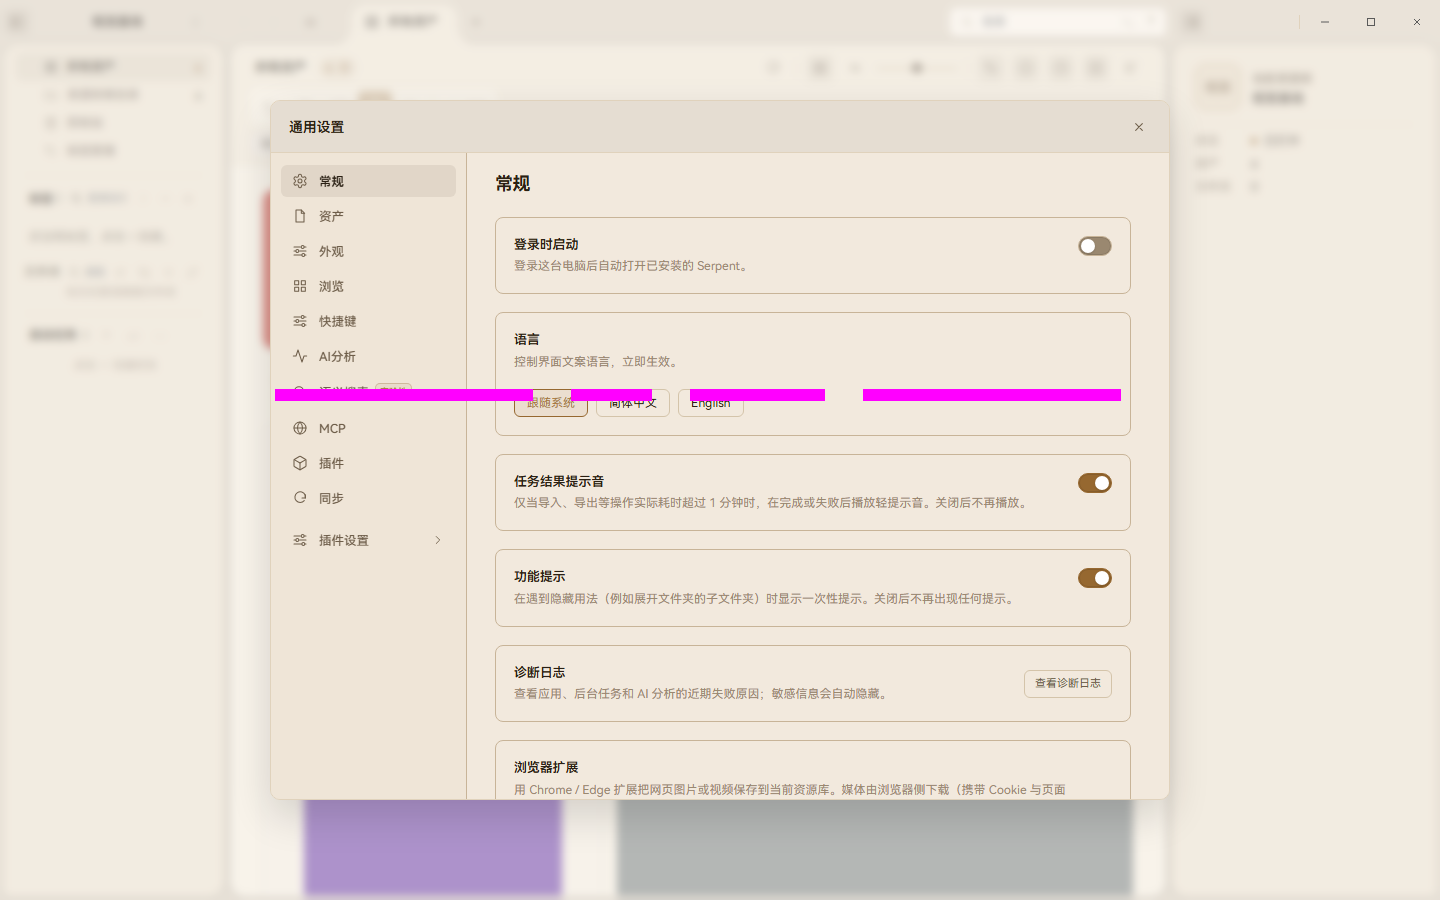 通用设置
常规
资产
外观
浏览
快捷键
AI分析
MCP
插件
同步
插件设置
常规
登录时启动
登录这台电脑后自动打开已安装的 Serpent。
语言
控制界面文案语言，立即生效。
跟随系统
简体中文
English
任务结果提示音
仅当导入、导出等操作实际耗时超过 1 分钟时，在完成或失败后播放轻提示音。关闭后不再播放。
功能提示
在遇到隐藏用法（例如展开文件夹的子文件夹）时显示一次性提示。关闭后不再出现任何提示。
诊断日志
查看应用、后台任务和 AI 分析的近期失败原因；敏感信息会自动隐藏。
查看诊断日志
浏览器扩展
用 Chrome / Edge 扩展把网页图片或视频保存到当前资源库。媒体由浏览器侧下载（携带 Cookie 与页面